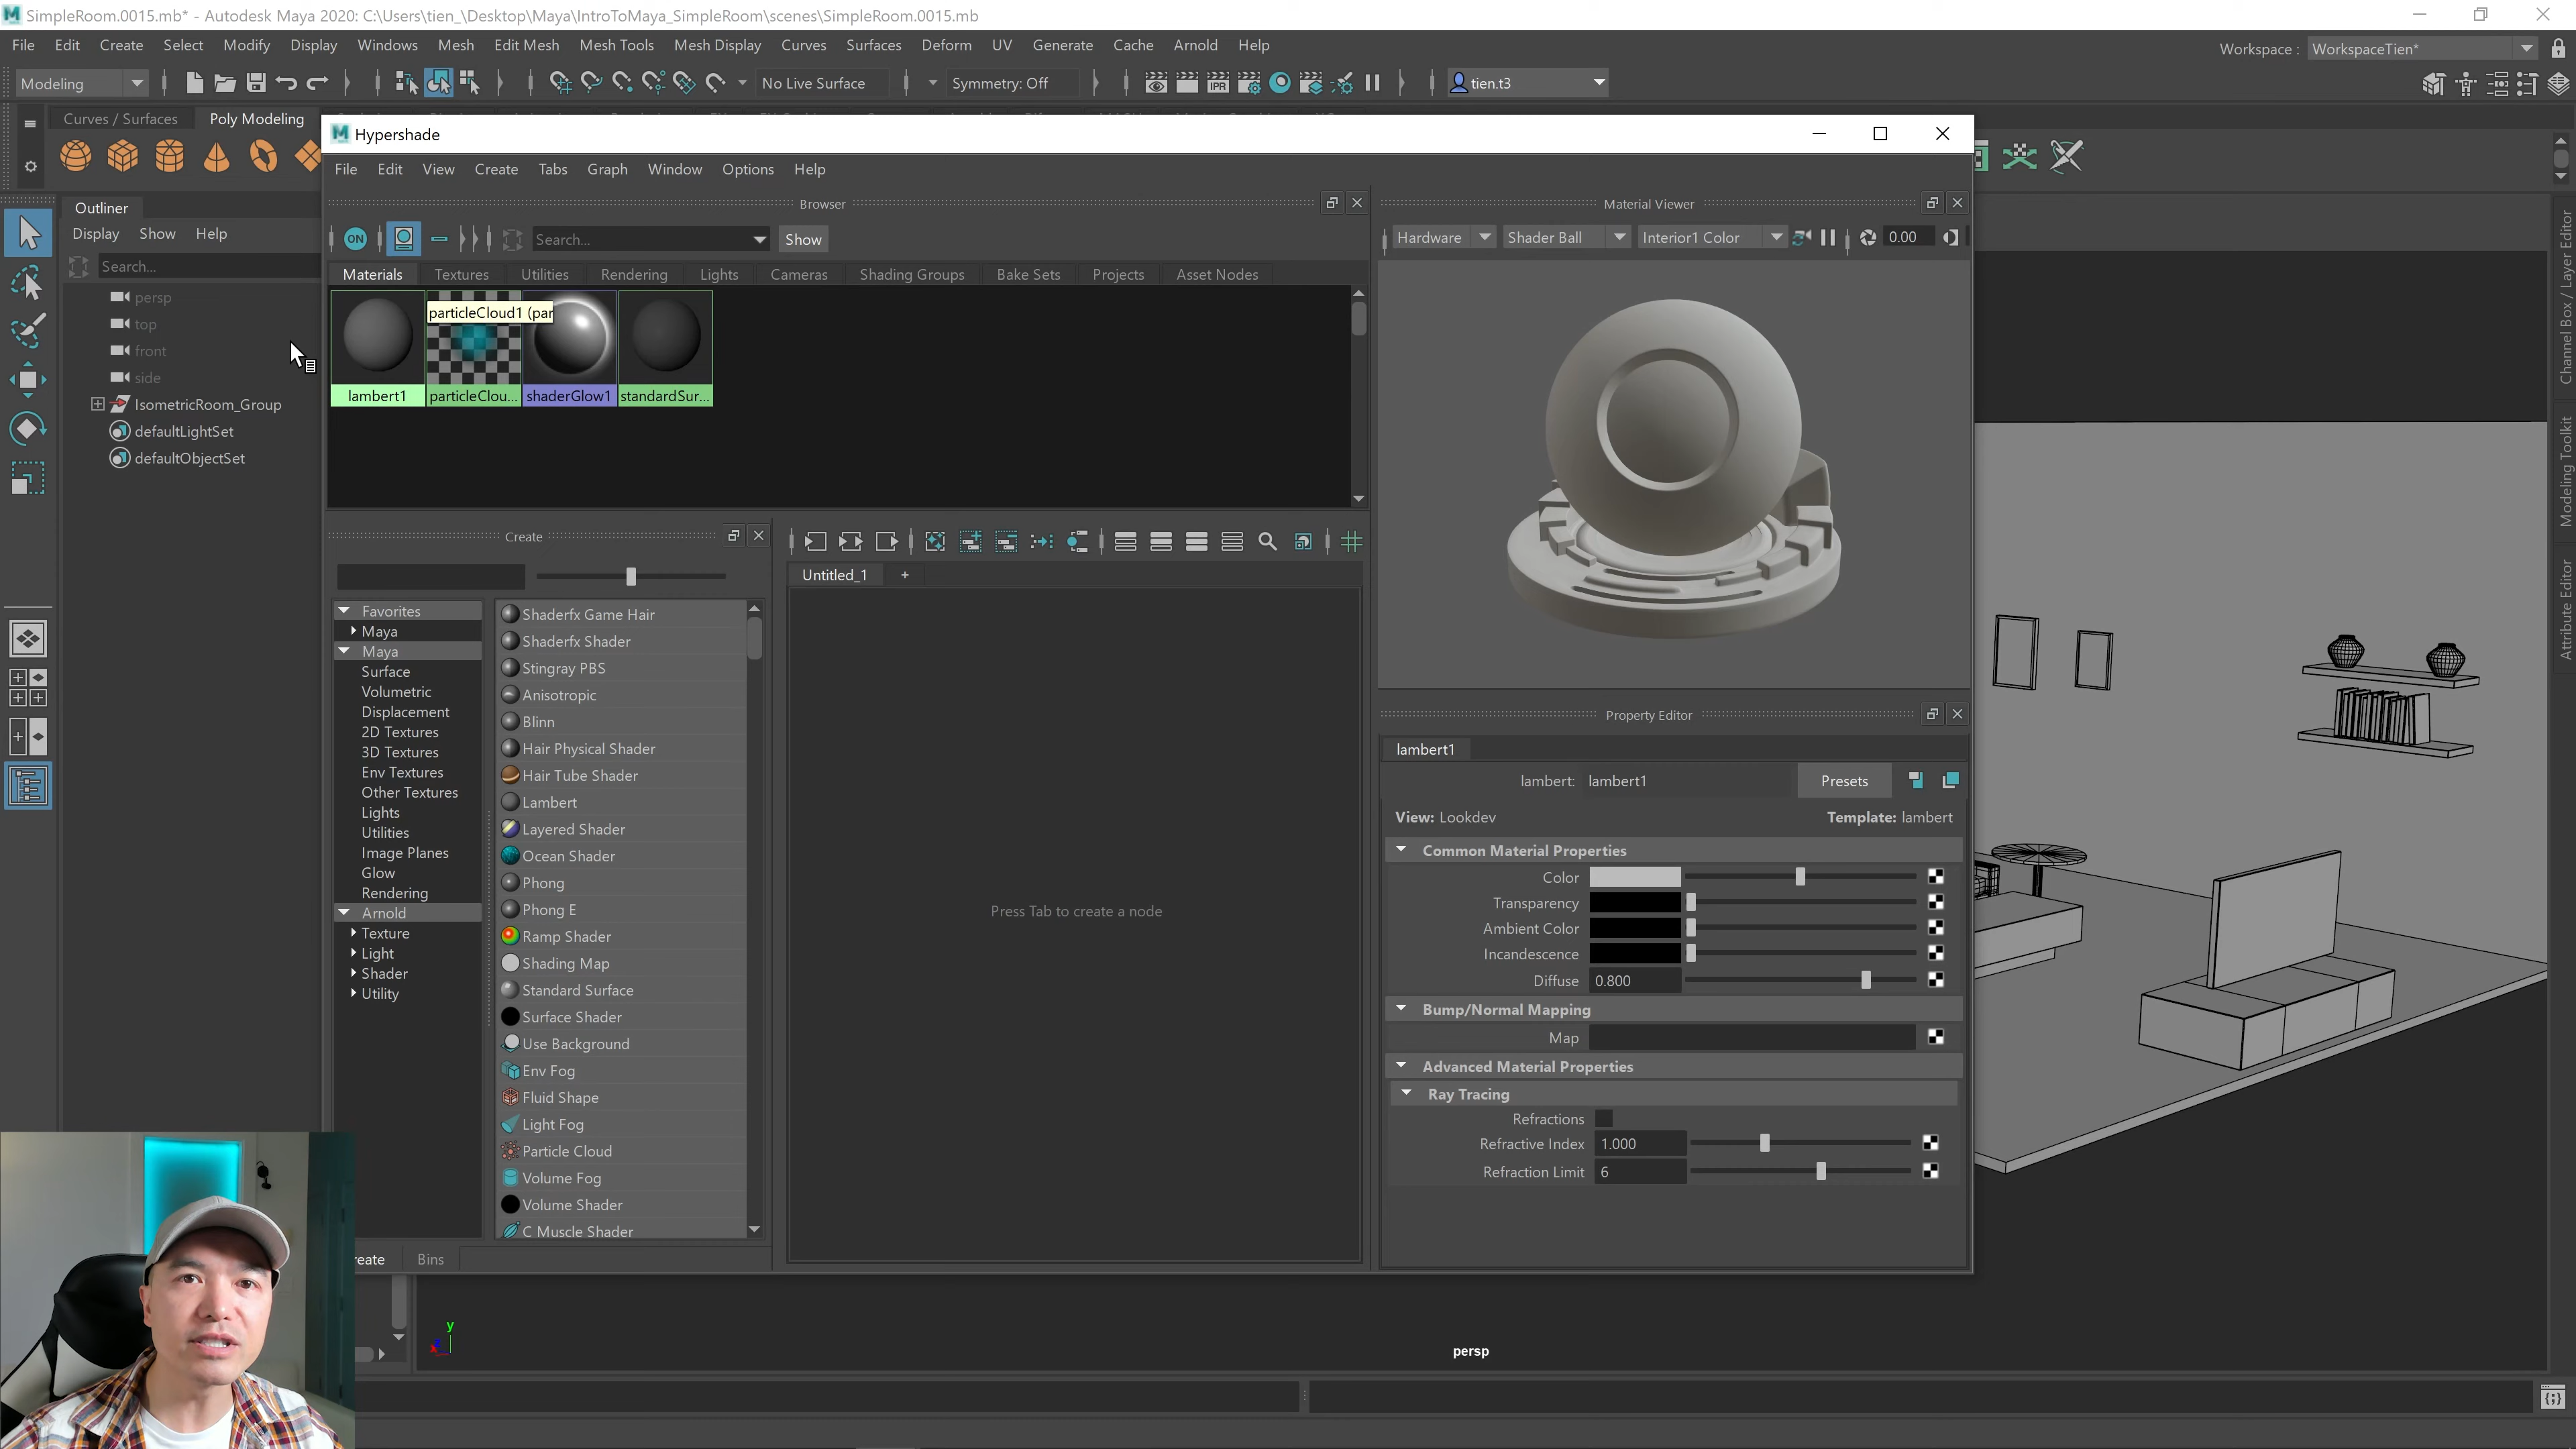 SimpleRoom.0015.mb* - Autodesk Maya 2020: C:\Users\tien_\Desktop\Maya\IntroToMaya_SimpleRoom\scenes\SimpleRoom.0015.mb
File Edit Create Select Modify Display Windows Mesh Edit Mesh Mesh Tools Mesh Display Curves Surfaces Deform UV Generate Cache Arnold Help
Workspace : WorkspaceTien*
Modeling
No Live Surface
Symmetry: Off
IPR
tien.t3
Curves / Surfaces Poly Modeling
Hypershade
File Edit View Create Tabs Graph Window Options Help
Outliner
Display Show Help
Search...
persp
top
front
side
IsometricRoom_Group
defaultLightSet
defaultObjectSet
Browser
ON
Search...
Show
Materials Textures Utilities Rendering Lights Cameras Shading Groups Bake Sets Projects Asset Nodes
particleCloud1 (par
lambert1 particleClou... shaderGlow1 standardSur...
Material Viewer
Hardware Shader Ball Interior1 Color 0.00
Create
Favorites
Maya
Maya
Surface
Volumetric
Displacement
2D Textures
3D Textures
Env Textures
Other Textures
Lights
Utilities
Image Planes
Glow
Rendering
Arnold
Texture
Light
Shader
Utility
Shaderfx Game Hair
Shaderfx Shader
Stingray PBS
Anisotropic
Blinn
Hair Physical Shader
Hair Tube Shader
Lambert
Layered Shader
Ocean Shader
Phong
Phong E
Ramp Shader
Shading Map
Standard Surface
Surface Shader
Use Background
Env Fog
Fluid Shape
Light Fog
Particle Cloud
Volume Fog
Volume Shader
C Muscle Shader
reate Bins
Untitled_1 +
Press Tab to create a node
Property Editor
lambert1
lambert: lambert1
Presets
View: Lookdev
Template: lambert
Common Material Properties
Color
Transparency
Ambient Color
Incandescence
Diffuse 0.800
Bump/Normal Mapping
Map
Advanced Material Properties
Ray Tracing
Refractions
Refractive Index 1.000
Refraction Limit 6
Channel Box / Layer Editor
Modeling Toolkit
Attribute Editor
y
persp